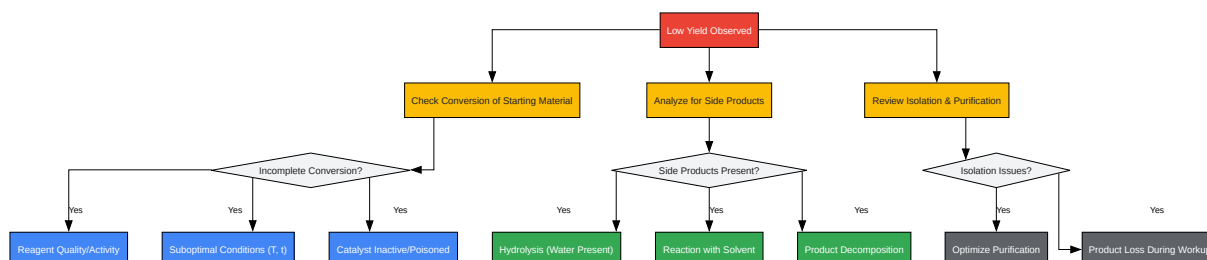 Low Yield Observed
Check Conversion of Starting Material
Analyze for Side Products
Review Isolation & Purification
Incomplete Conversion?
Side Products Present?
Isolation Issues?
Yes
Yes
Yes
Yes
Yes
Yes
Yes
Yes
Reagent Quality/Activity
Suboptimal Conditions (T, t)
Catalyst Inactive/Poisoned
Hydrolysis (Water Present)
Reaction with Solvent
Product Decomposition
Optimize Purification
Product Loss During Workup